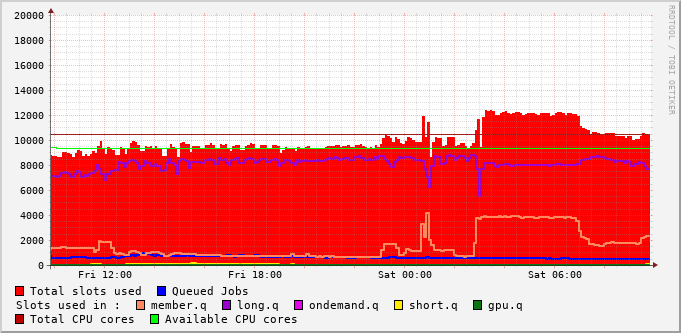 20000
18000
16000
14000
12000
10000
8000
6000
4000
2000
0
Fri 12:00 Fri 18:00 Sat 00:00 Sat 06:00
Total slots used Queued Jobs
Slots used in : member.q long.q ondemand.q short.q gpu.q
Total CPU cores Available CPU cores
RRDTOOL / TOBI OETIKER